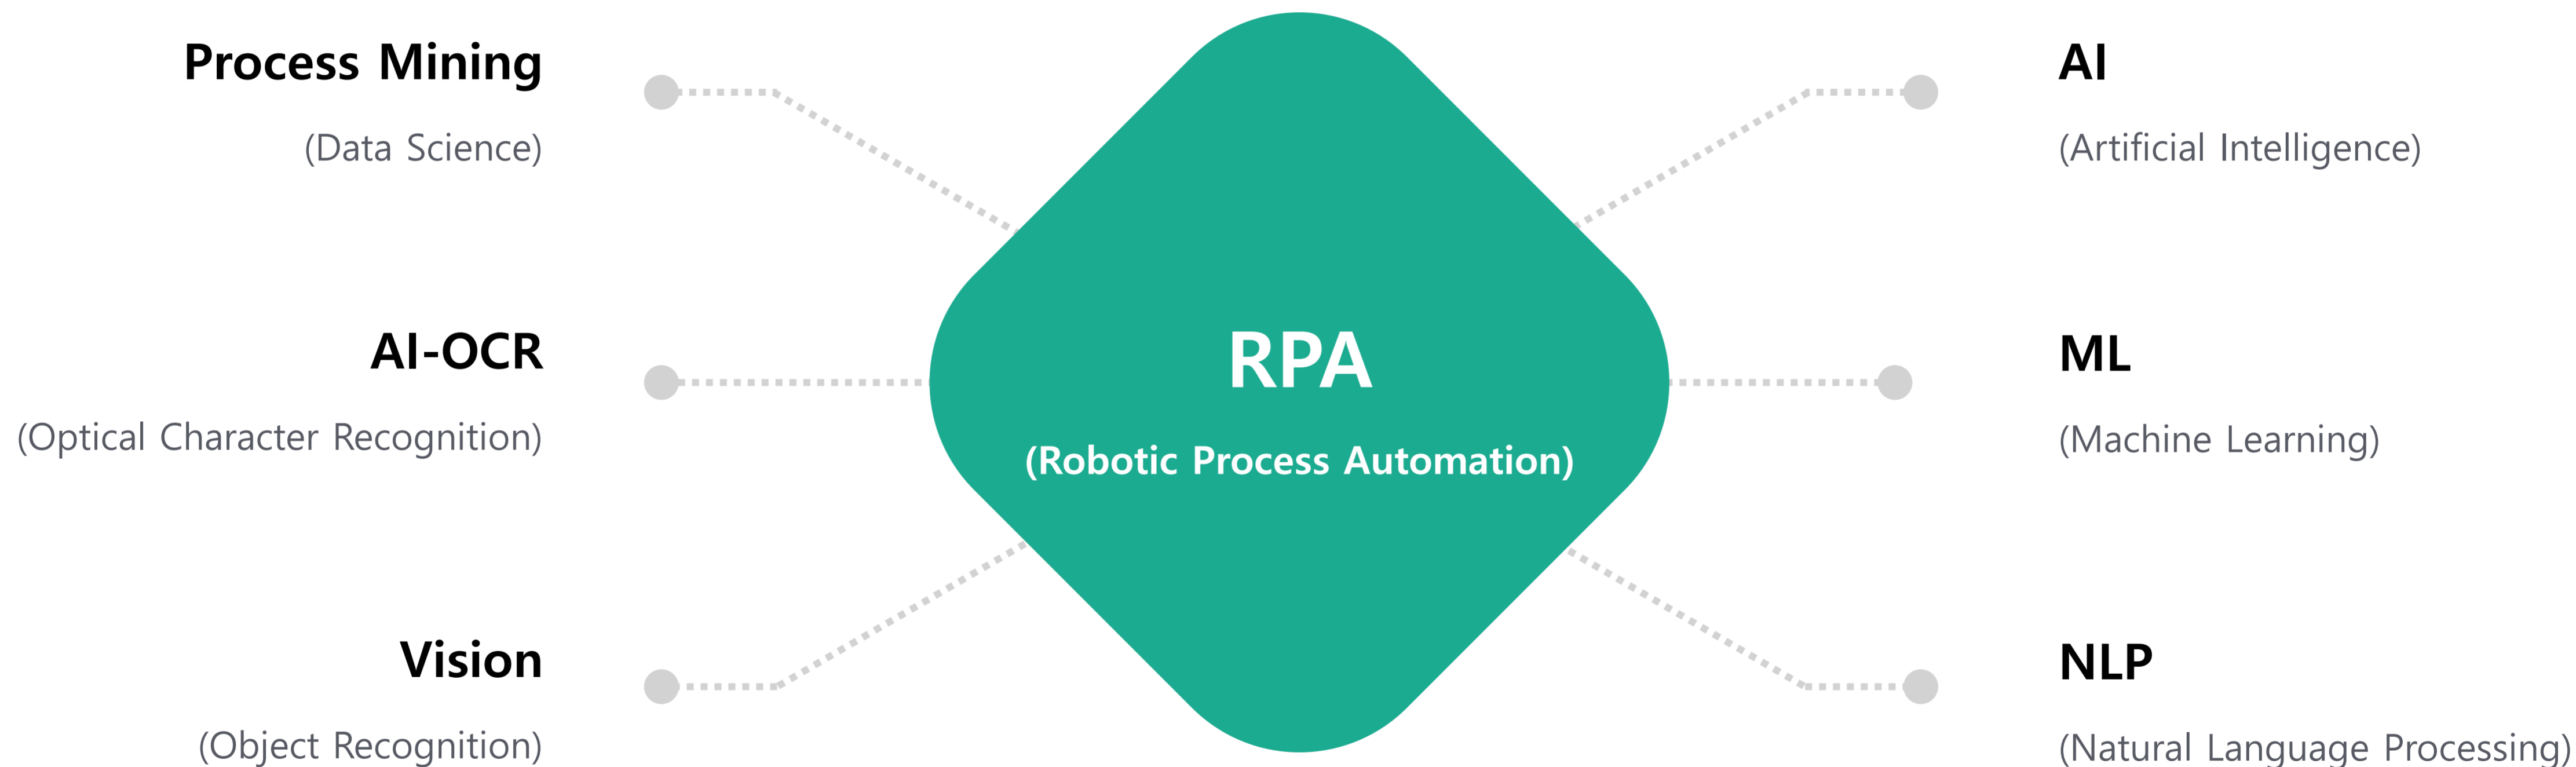 Process Mining
(Data Science)
AI-OCR
(Optical Character Recognition)
Vision
(Object Recognition)
RPA
(Robotic Process Automation)
AI
(Artificial Intelligence)
ML
(Machine Learning)
NLP
(Natural Language Processing)